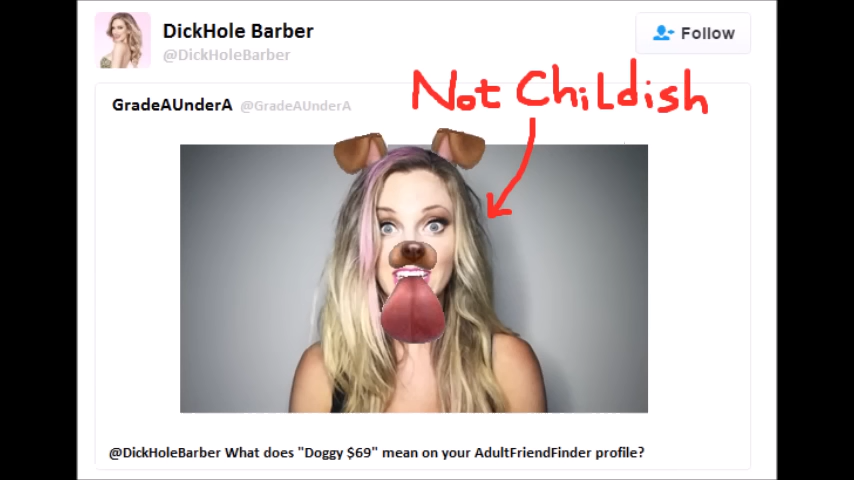 DickHole Barber
@DickHoleBarber
Follow
GradeAUnderA @GradeAUnderA
Not Childish
@DickHoleBarber What does "Doggy $69" mean on your AdultFriendFinder profile?